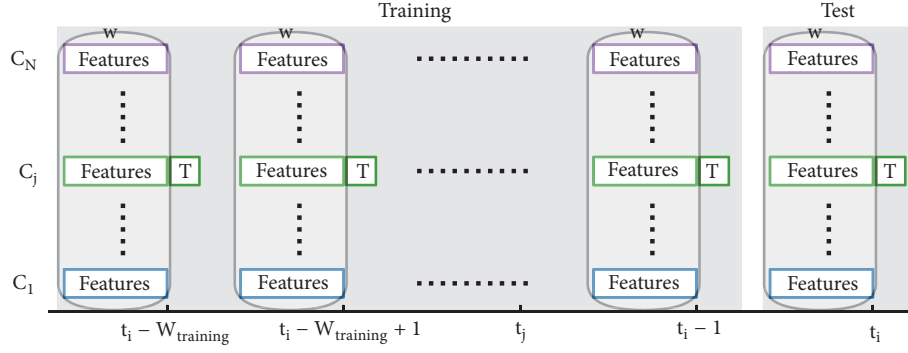 Training Test
w w w w
C_N Features Features Features Features
C_j Features T Features T Features T Features T
C_1 Features Features Features Features
t_i − W_training t_i − W_training + 1 t_j t_i − 1 t_i